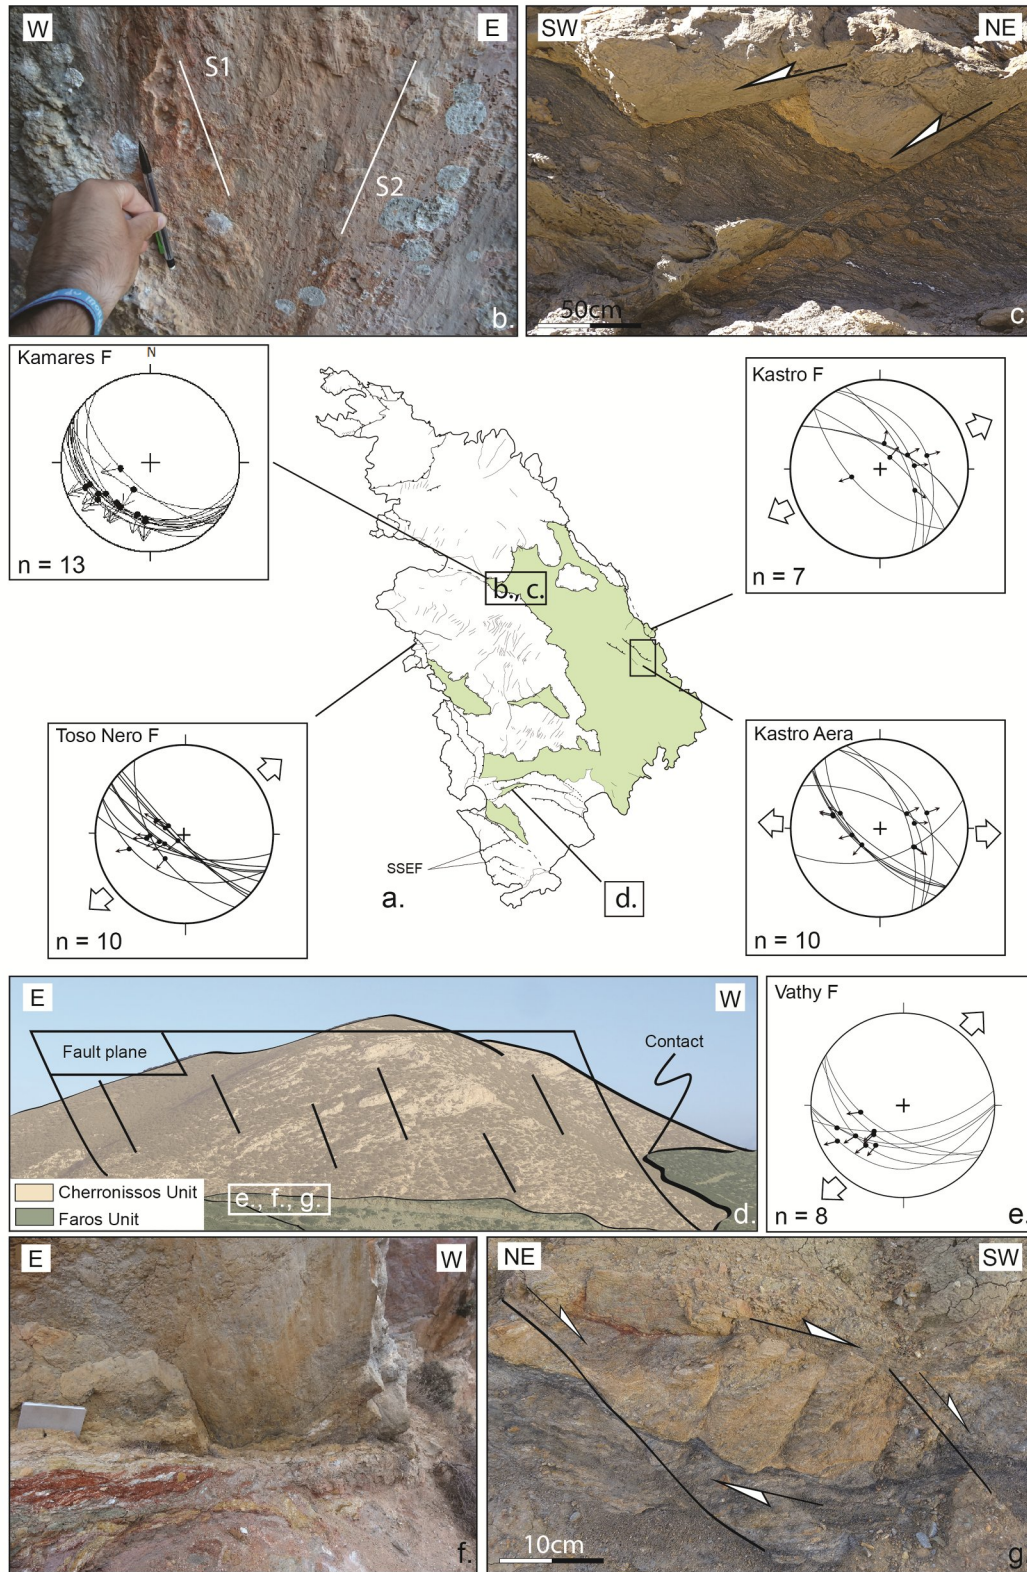 W
E
S1
S2
b.
SW
NE
50cm
c.
Kamares F
N
n = 13
Kastro F
n = 7
b., c.
Toso Nero F
n = 10
Kastro Aera
n = 10
SSEF
a.
d.
E
W
Fault plane
Contact
Cherronissos Unit
Faros Unit
e., f., g.
d.
Vathy F
n = 8
e.
E
W
f.
NE
SW
10cm
g.